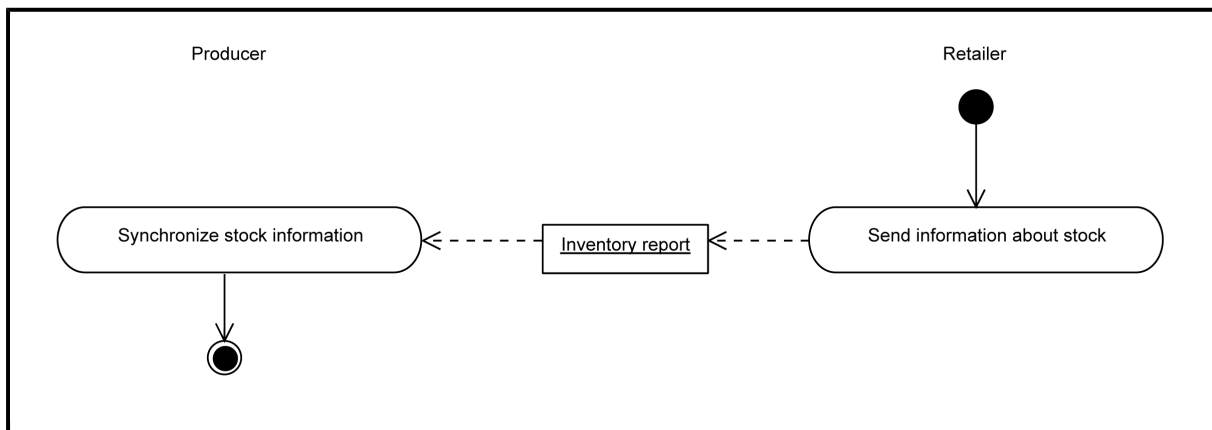 Producer
Retailer
Synchronize stock information
Inventory report
Send information about stock